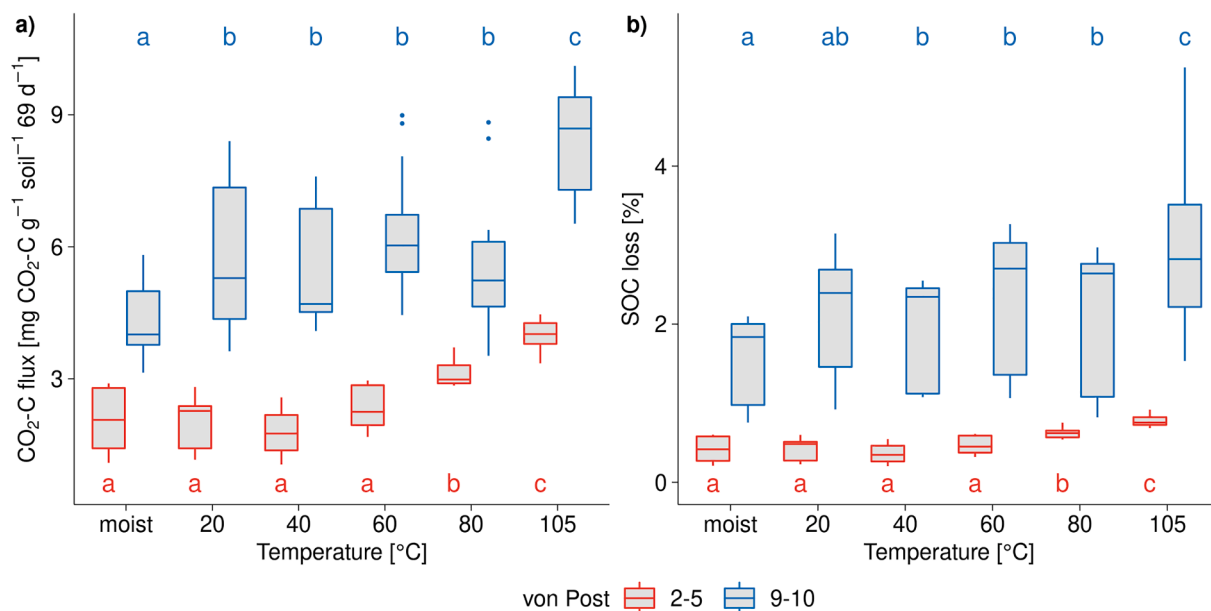 a)
CO₂-C flux [mg CO₂-C g⁻¹ soil⁻¹ 69 d⁻¹]
a b b b b c
9
6
3
a a a a b c
moist 20 40 60 80 105
Temperature [°C]
b)
SOC loss [%]
a ab b b b c
4
2
0
a a a a b c
moist 20 40 60 80 105
Temperature [°C]
von Post 2-5 9-10